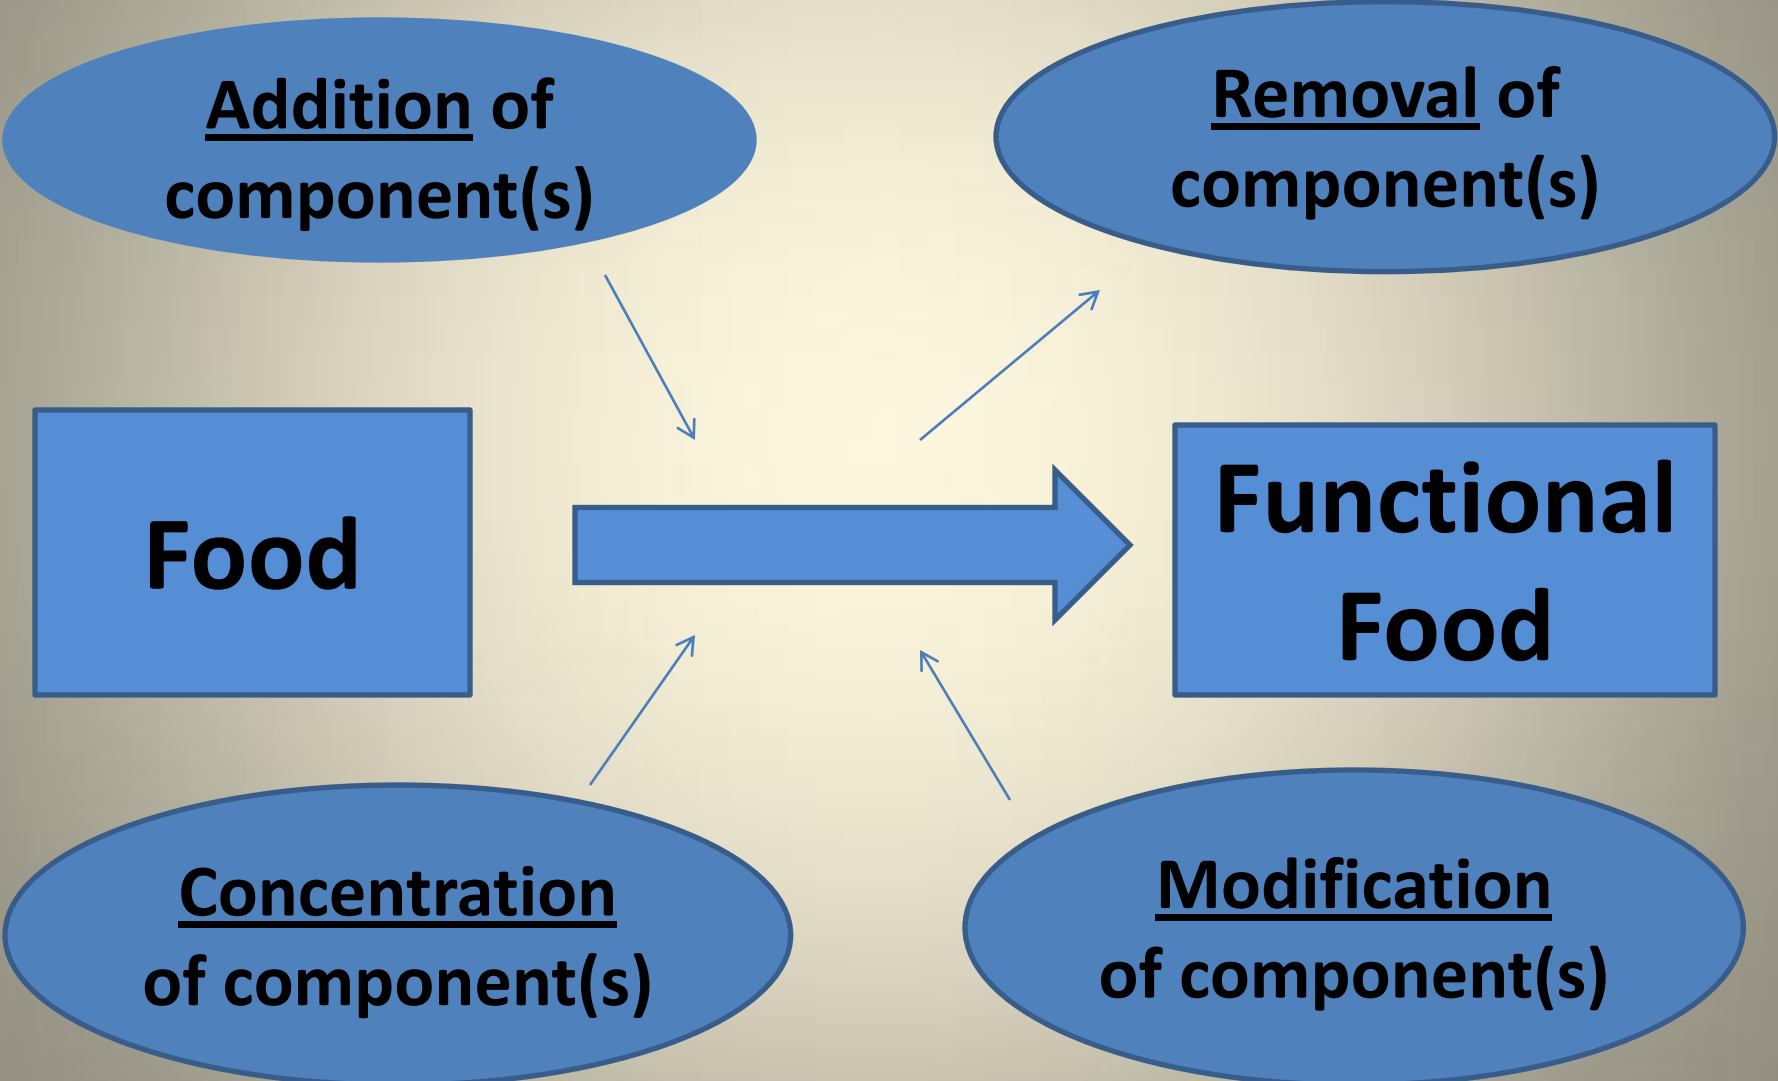 Addition of
component(s)
Removal of
component(s)
Food
Functional
Food
Concentration
of component(s)
Modification
of component(s)